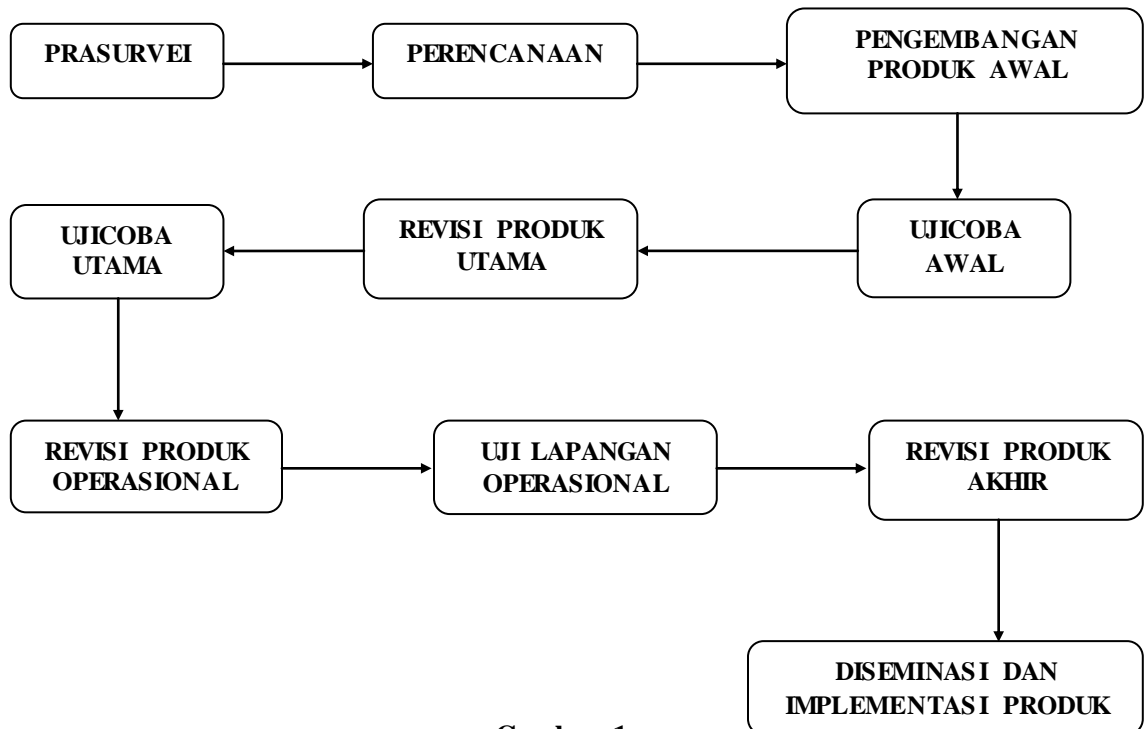 PRASURVEI
PERENCANAAN
PENGEMBANGAN
PRODUK AWAL
UJICOBA
AWAL
REVISI PRODUK
UTAMA
UJICOBA
UTAMA
REVISI PRODUK
OPERASIONAL
UJI LAPANGAN
OPERASIONAL
REVISI PRODUK
AKHIR
DISEMINASI DAN
IMPLEMENTASI PRODUK